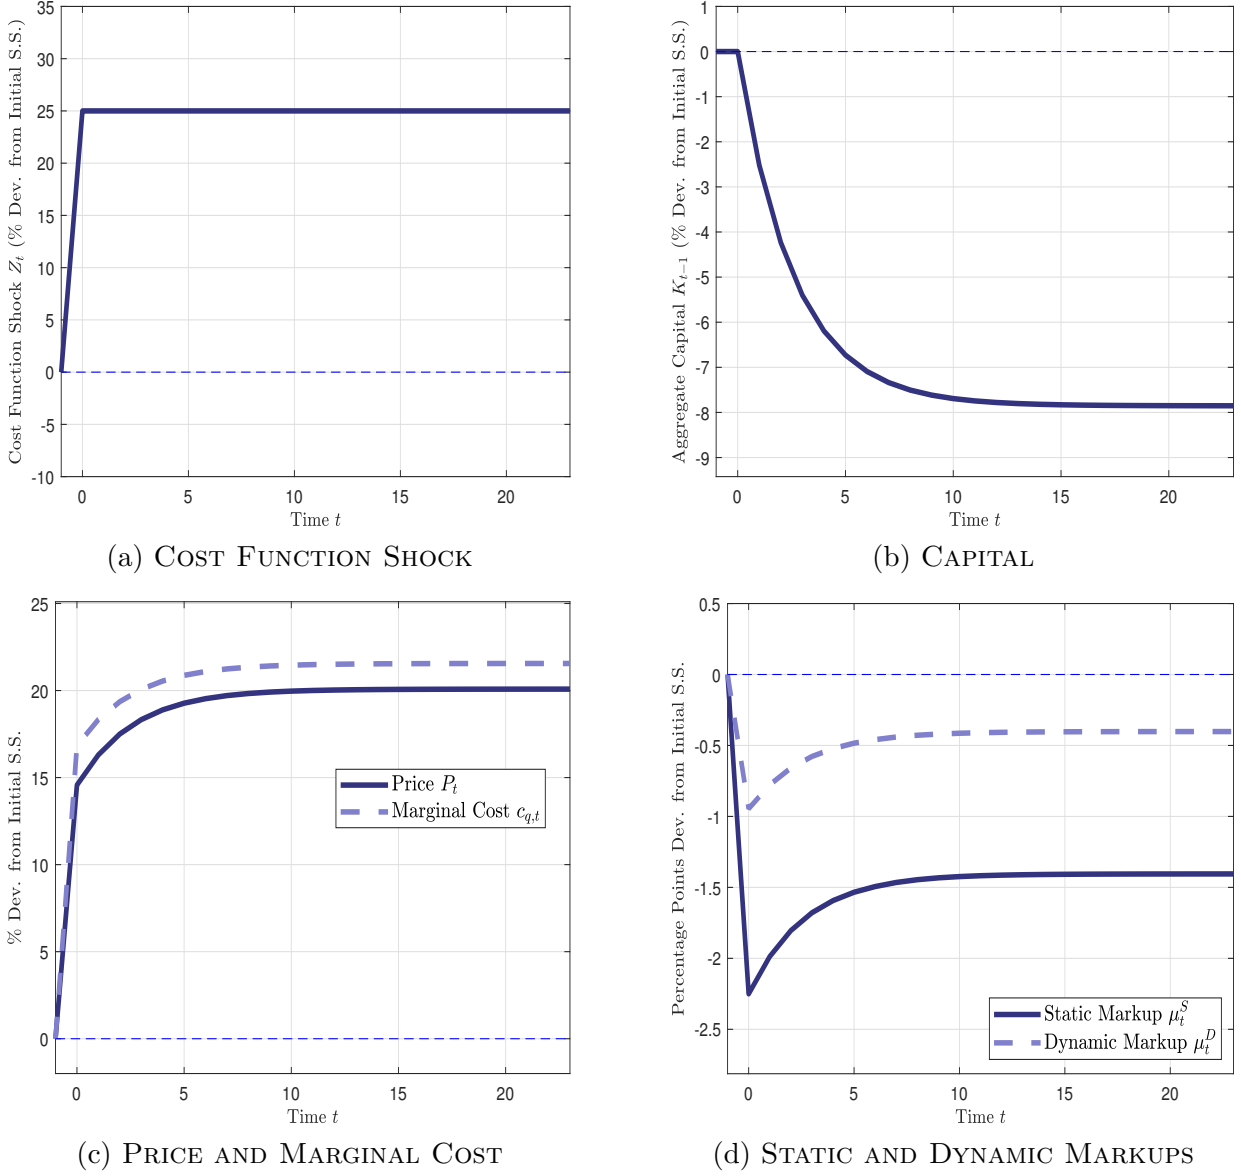 Cost Function Shock Z_t (% Dev. from Initial S.S.)
35
30
25
20
15
10
5
0
-5
-10
0 5 10 15 20
Time t
(a) COST FUNCTION SHOCK
Aggregate Capital K_{t-1} (% Dev. from Initial S.S.)
1
0
-1
-2
-3
-4
-5
-6
-7
-8
-9
0 5 10 15 20
Time t
(b) CAPITAL
% Dev. from Initial S.S.
25
20
15
10
5
0
Price P_t
Marginal Cost c_{q,t}
0 5 10 15 20
Time t
(c) PRICE AND MARGINAL COST
Percentage Points Dev. from Initial S.S.
0.5
0
-0.5
-1
-1.5
-2
-2.5
Static Markup μ_t^S
Dynamic Markup μ_t^D
0 5 10 15 20
Time t
(d) STATIC AND DYNAMIC MARKUPS